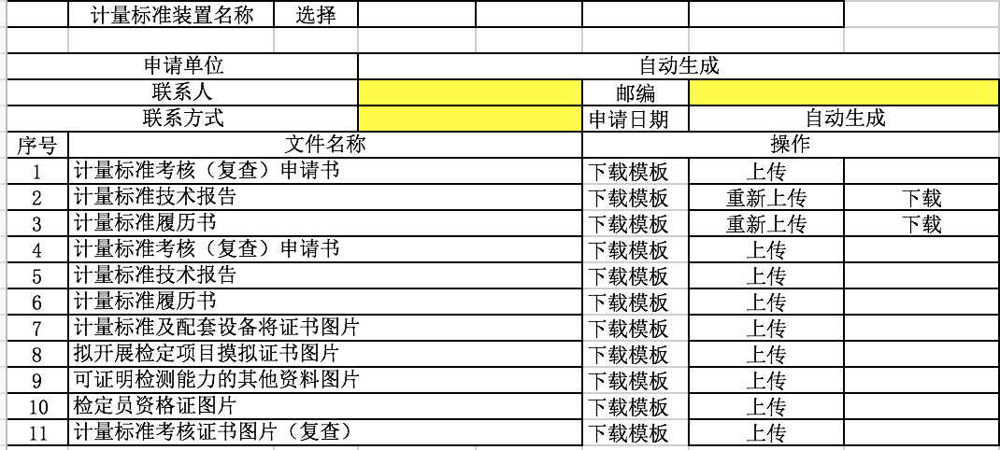 计量标准装置名称 选择
申请单位 自动生成
联系人 邮编
联系方式 申请日期 自动生成
序号 文件名称 操作
1 计量标准考核（复查）申请书 下载模板 上传
2 计量标准技术报告 下载模板 重新上传 下载
3 计量标准履历书 下载模板 重新上传 下载
4 计量标准考核（复查）申请书 下载模板 上传
5 计量标准技术报告 下载模板 上传
6 计量标准履历书 下载模板 上传
7 计量标准及配套设备将证书图片 下载模板 上传
8 拟开展检定项目摸拟证书图片 下载模板 上传
9 可证明检测能力的其他资料图片 下载模板 上传
10 检定员资格证图片 下载模板 上传
11 计量标准考核证书图片（复查） 下载模板 上传